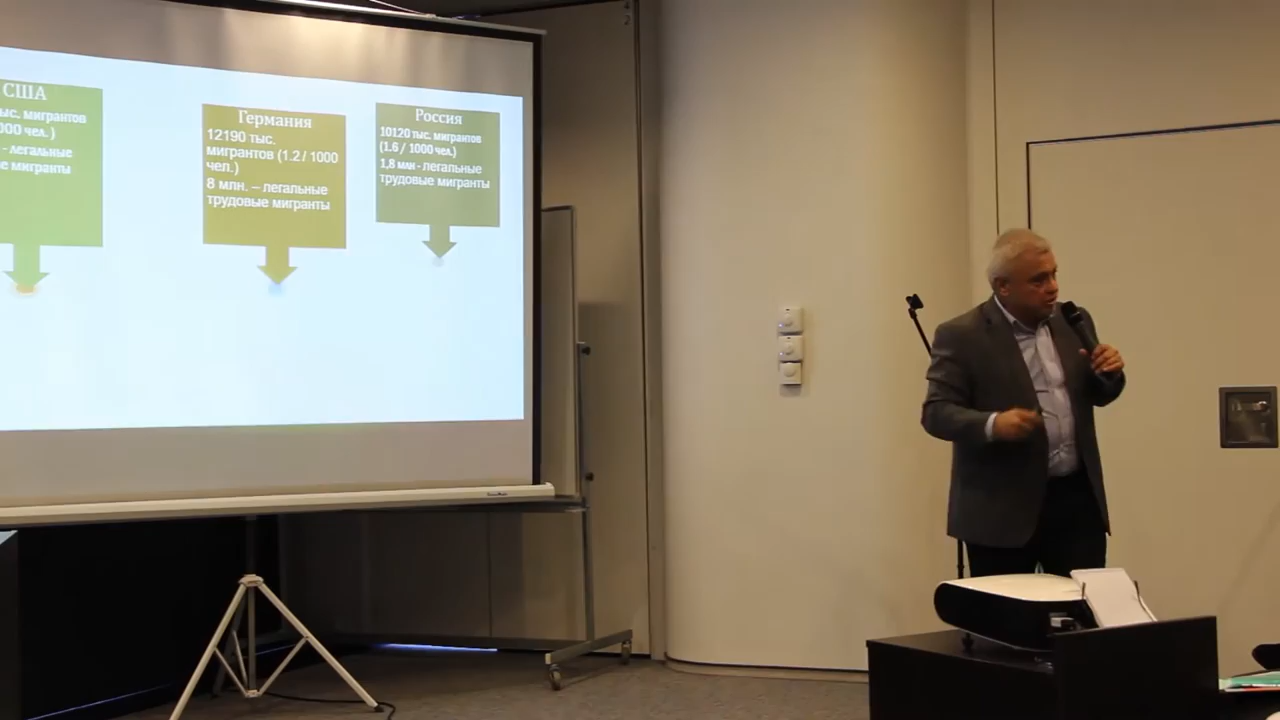 США
тыс. мигрантов
000 чел. )
- легальные
мигранты
Германия
12190 тыс.
мигрантов (1.2 / 1000
чел.)
8 млн. – легальные
трудовые мигранты
Россия
10120 тыс. мигрантов
(1.6 / 1000 чел.)
1,8 млн - легальные
трудовые мигранты